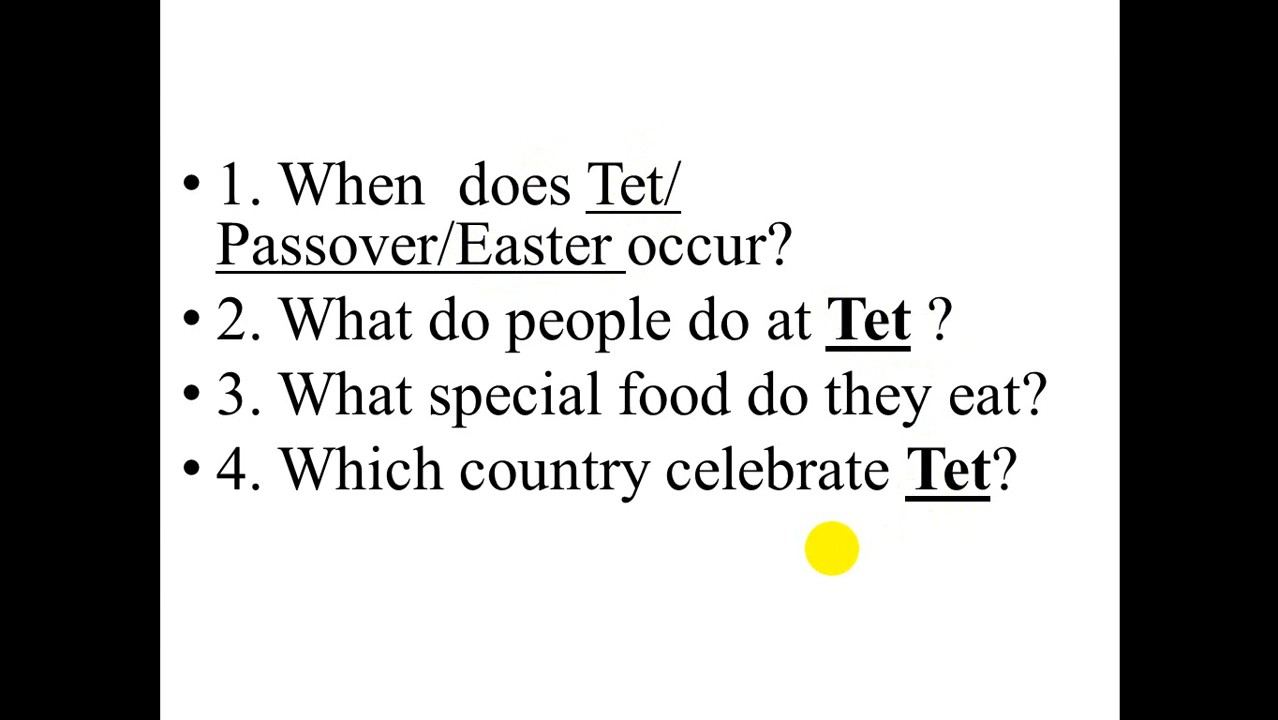 • 1. When does Tet/
Passover/Easter occur?
• 2. What do people do at Tet ?
• 3. What special food do they eat?
• 4. Which country celebrate Tet?